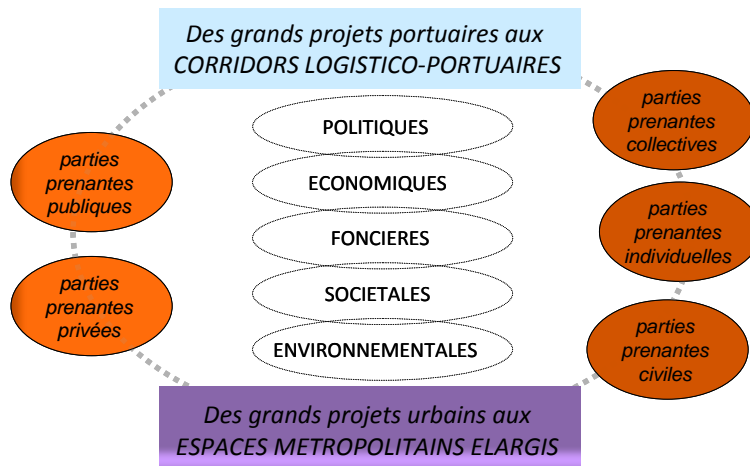 Des grands projets portuaires aux
CORRIDORS LOGISTICO-PORTUAIRES
parties
prenantes
publiques
parties
prenantes
privées
POLITIQUES
ECONOMIQUES
FONCIERES
SOCIETALES
ENVIRONNEMENTALES
parties
prenantes
collectives
parties
prenantes
individuelles
parties
prenantes
civiles
Des grands projets urbains aux
ESPACES METROPOLITAINS ELARGIS